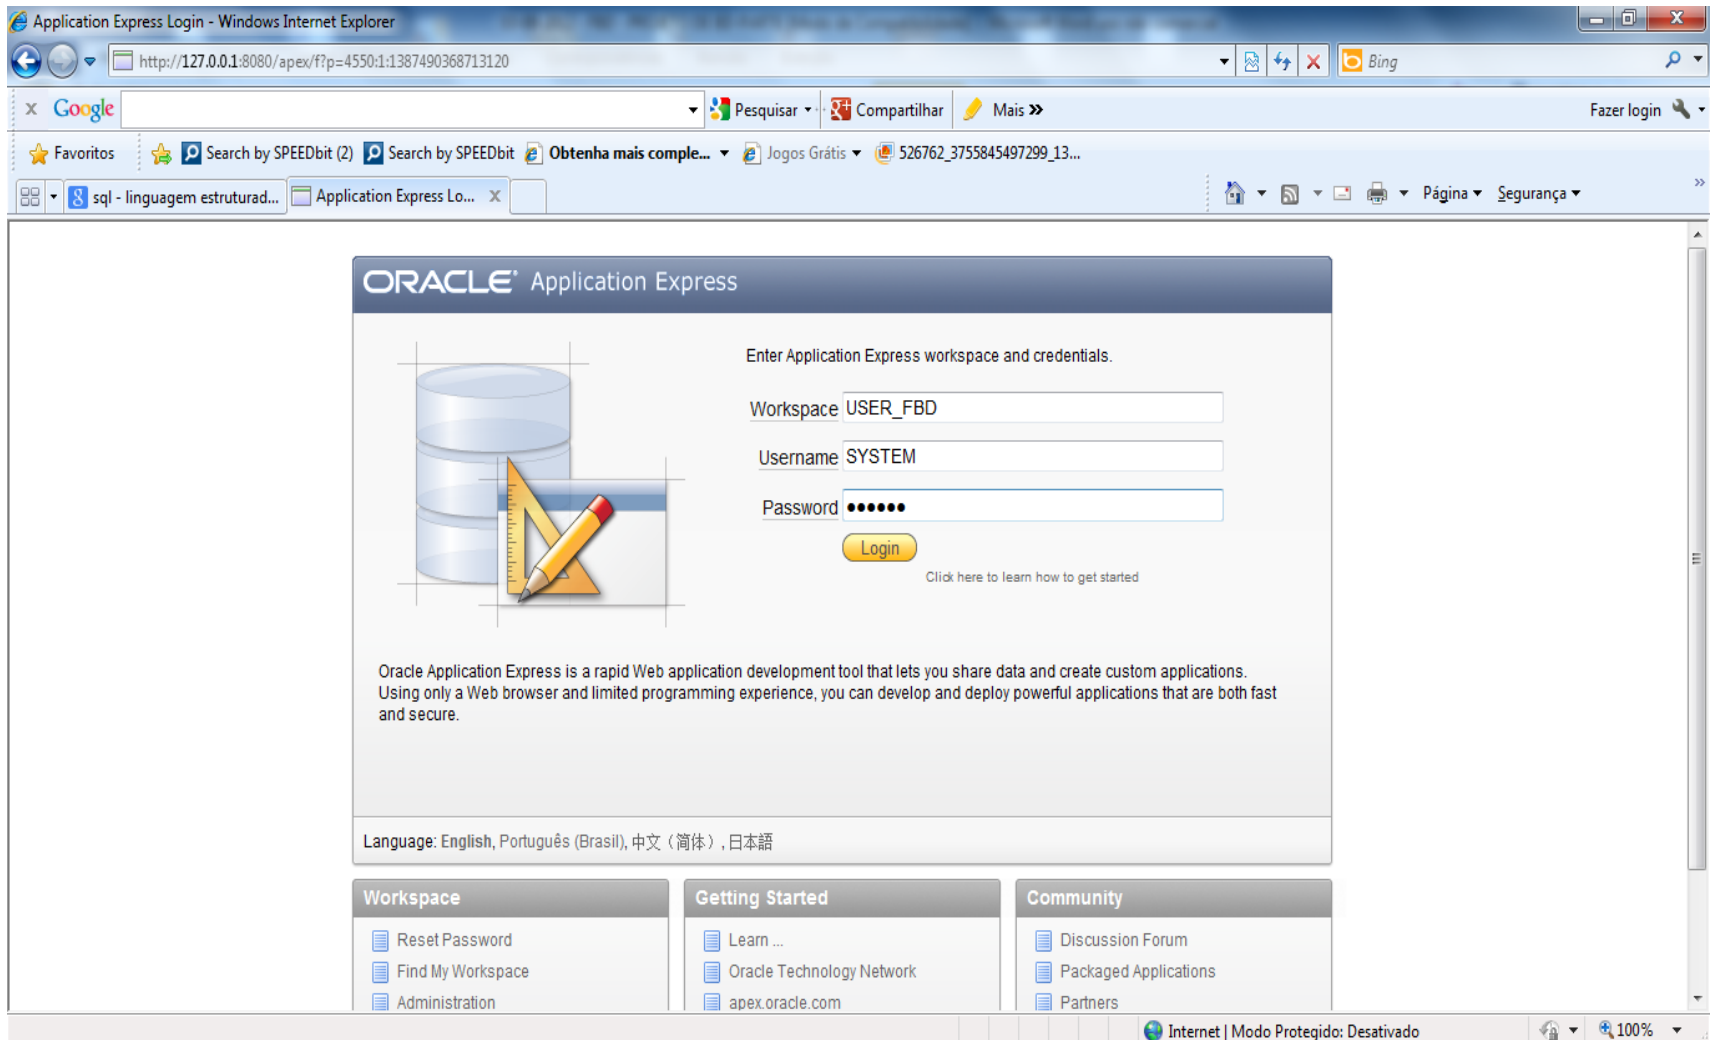 Application Express Login - Windows Internet Explorer
http://127.0.0.1:8080/apex/f?p=4550:1:1387490368713120
Bing
x Google Pesquisar Compartilhar Mais >> Fazer login
Favoritos Search by SPEEDbit (2) Search by SPEEDbit Obtenha mais comple... Jogos Grátis 526762_3755845497299_13...
sql - linguagem estruturad... Application Express Lo... X Página Segurança >>
ORACLE Application Express
Enter Application Express workspace and credentials.
Workspace USER_FBD
Username SYSTEM
Password ••••••
Login
Click here to learn how to get started
Oracle Application Express is a rapid Web application development tool that lets you share data and create custom applications.
Using only a Web browser and limited programming experience, you can develop and deploy powerful applications that are both fast
and secure.
Language: English, Português (Brasil), 中文（简体）, 日本語
Workspace
Reset Password
Find My Workspace
Administration
Getting Started
Learn ...
Oracle Technology Network
apex.oracle.com
Community
Discussion Forum
Packaged Applications
Partners
Internet | Modo Protegido: Desativado
100%